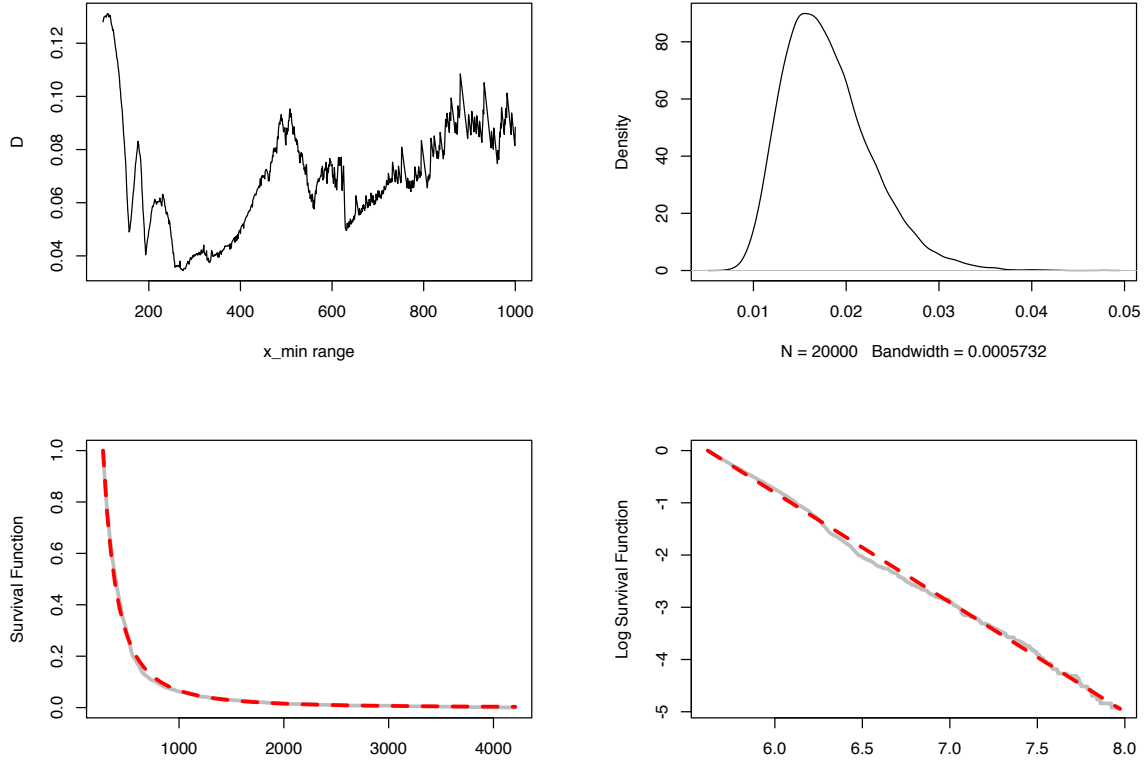 D
0.04 0.06 0.08 0.10 0.12
200 400 600 800 1000
x_min range
Density
0 20 40 60 80
0.01 0.02 0.03 0.04 0.05
N = 20000 Bandwidth = 0.0005732
Survival Function
0.0 0.2 0.4 0.6 0.8 1.0
1000 2000 3000 4000
Log Survival Function
-5 -4 -3 -2 -1 0
6.0 6.5 7.0 7.5 8.0